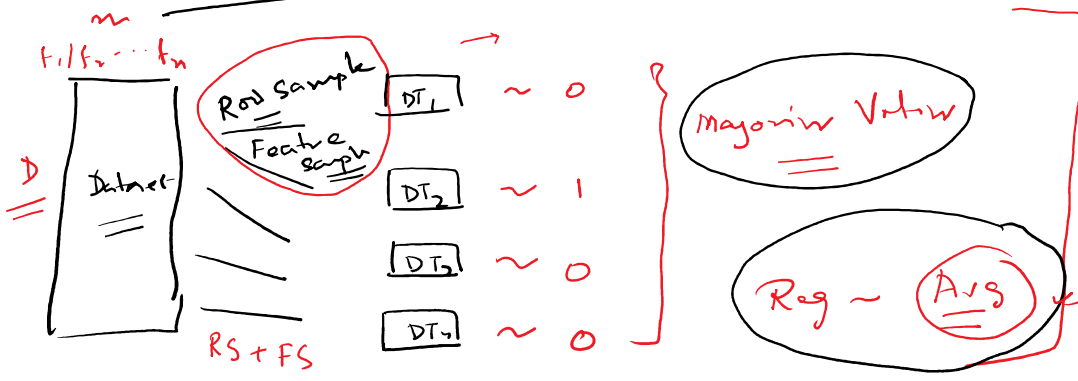 n
f1, f2 ... fn
Row Sample
Feature
Sample
D
Dataset
RS + FS
DT1 ~ 0
DT2 ~ 1
DT3 ~ 0
DT4 ~ 0
Majority Voting
Reg ~ Avg